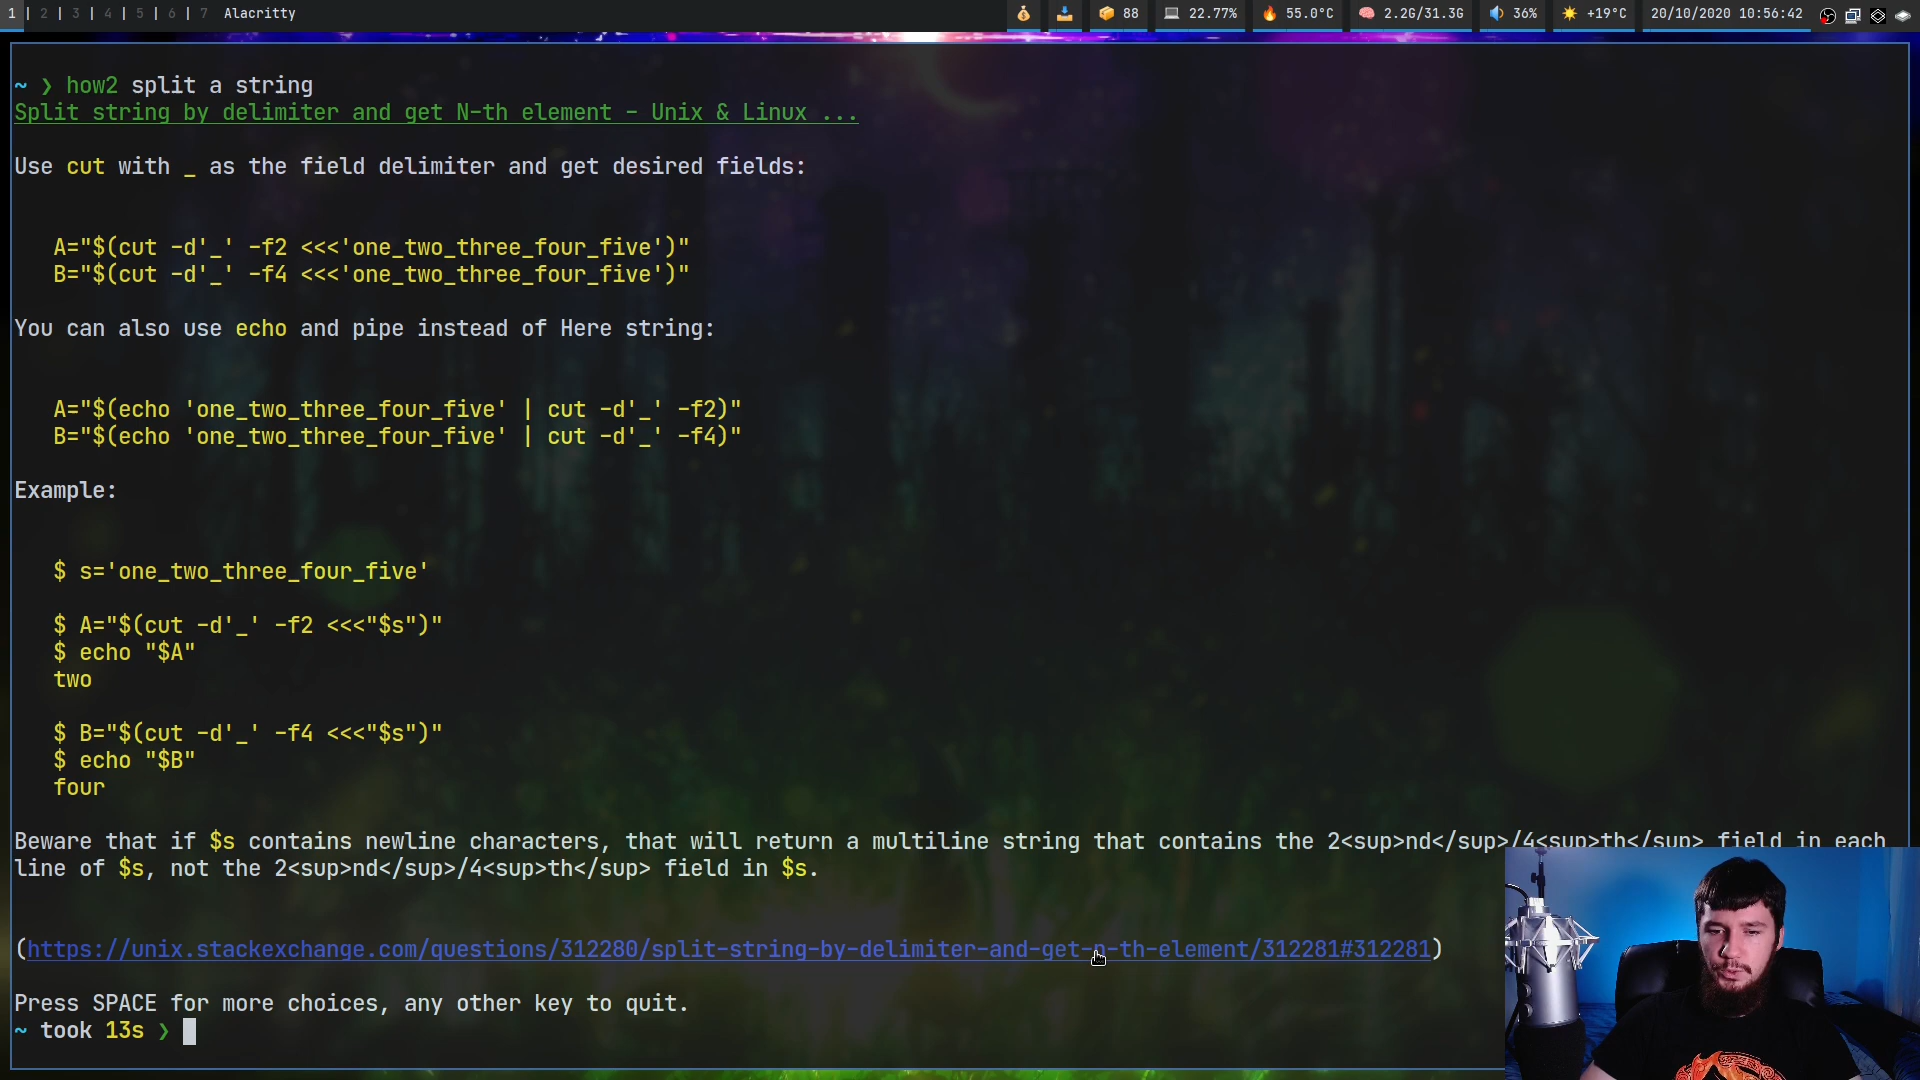 1 | 2 | 3 | 4 | 5 | 6 | 7 Alacritty 88 22.77% 55.0°C 2.2G/31.3G 36% +19°C 20/10/2020 10:56:42
~ ❯ how2 split a string
Split string by delimiter and get N-th element - Unix & Linux ...
Use cut with _ as the field delimiter and get desired fields:
A="$(cut -d'_' -f2 <<<'one_two_three_four_five')"
B="$(cut -d'_' -f4 <<<'one_two_three_four_five')"
You can also use echo and pipe instead of Here string:
A="$(echo 'one_two_three_four_five' | cut -d'_' -f2)"
B="$(echo 'one_two_three_four_five' | cut -d'_' -f4)"
Example:
$ s='one_two_three_four_five'
$ A="$(cut -d'_' -f2 <<<"$s")"
$ echo "$A"
two
$ B="$(cut -d'_' -f4 <<<"$s")"
$ echo "$B"
four
Beware that if $s contains newline characters, that will return a multiline string that contains the 2<sup>nd</sup>/4<sup>th</sup> field in each
line of $s, not the 2<sup>nd</sup>/4<sup>th</sup> field in $s.
(https://unix.stackexchange.com/questions/312280/split-string-by-delimiter-and-get-n-th-element/312281#312281)
Press SPACE for more choices, any other key to quit.
~ took 13s ❯